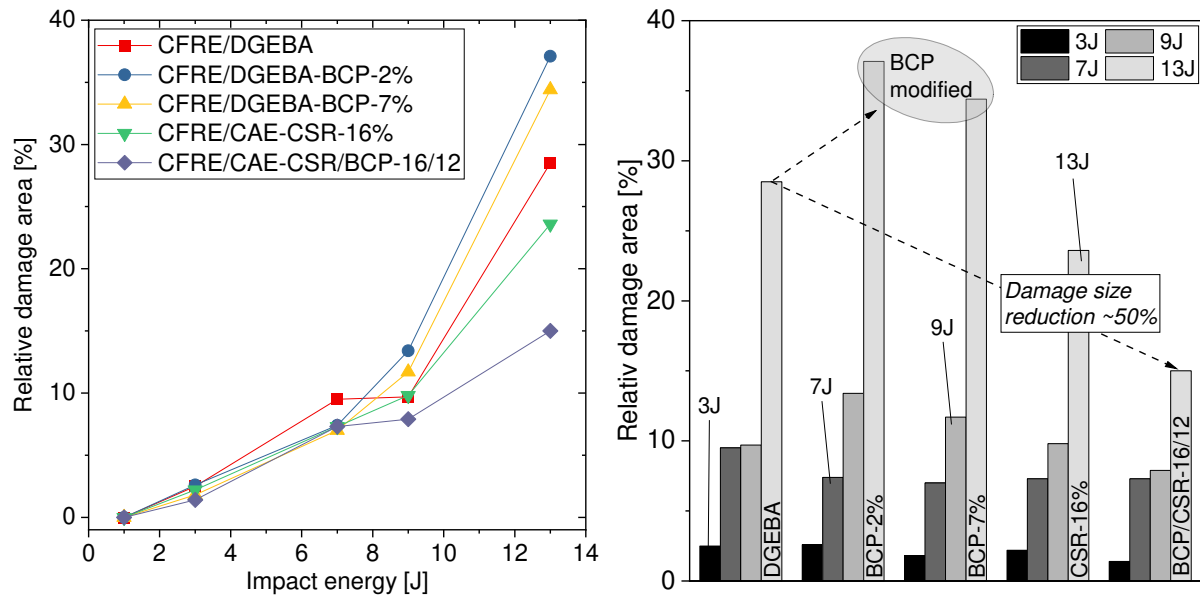 40
30
20
10
0
Relative damage area [%]
CFRE/DGEBA
CFRE/DGEBA-BCP-2%
CFRE/DGEBA-BCP-7%
CFRE/CAE-CSR-16%
CFRE/CAE-CSR/BCP-16/12
0 2 4 6 8 10 12 14
Impact energy [J]
40
30
20
10
0
Relativ damage area [%]
BCP
modified
3J 9J
7J 13J
13J
Damage size
reduction ~50%
9J
7J
3J
DGEBA
BCP-2%
BCP-7%
CSR-16%
BCP/CSR-16/12